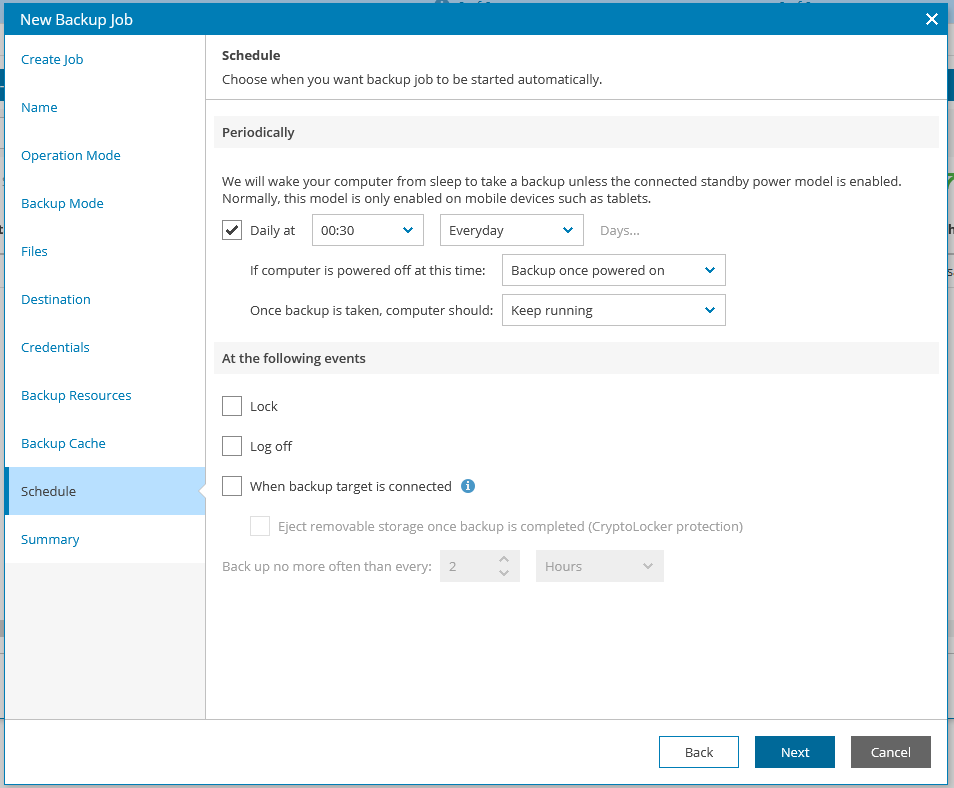 New Backup Job
Create Job
Name
Operation Mode
Backup Mode
Files
Destination
Credentials
Backup Resources
Backup Cache
Schedule
Summary
Schedule
Choose when you want backup job to be started automatically.
Periodically
We will wake your computer from sleep to take a backup unless the connected standby power model is enabled.
Normally, this model is only enabled on mobile devices such as tablets.
Daily at 00:30 Everyday Days...
If computer is powered off at this time: Backup once powered on
Once backup is taken, computer should: Keep running
At the following events
Lock
Log off
When backup target is connected
Eject removable storage once backup is completed (CryptoLocker protection)
Back up no more often than every: 2 Hours
Back Next Cancel